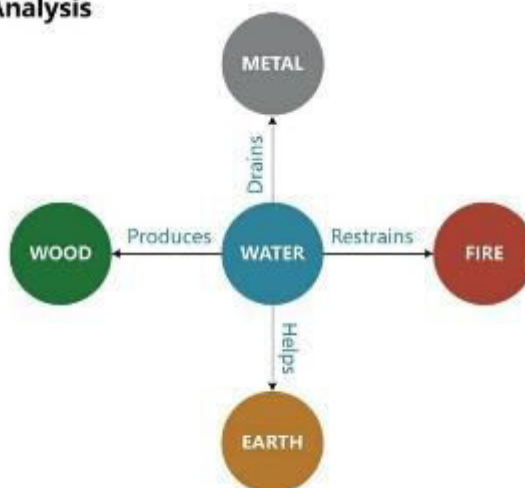 Analysis
METAL
Drains
WOOD
Produces
WATER
Restrains
FIRE
Helps
EARTH